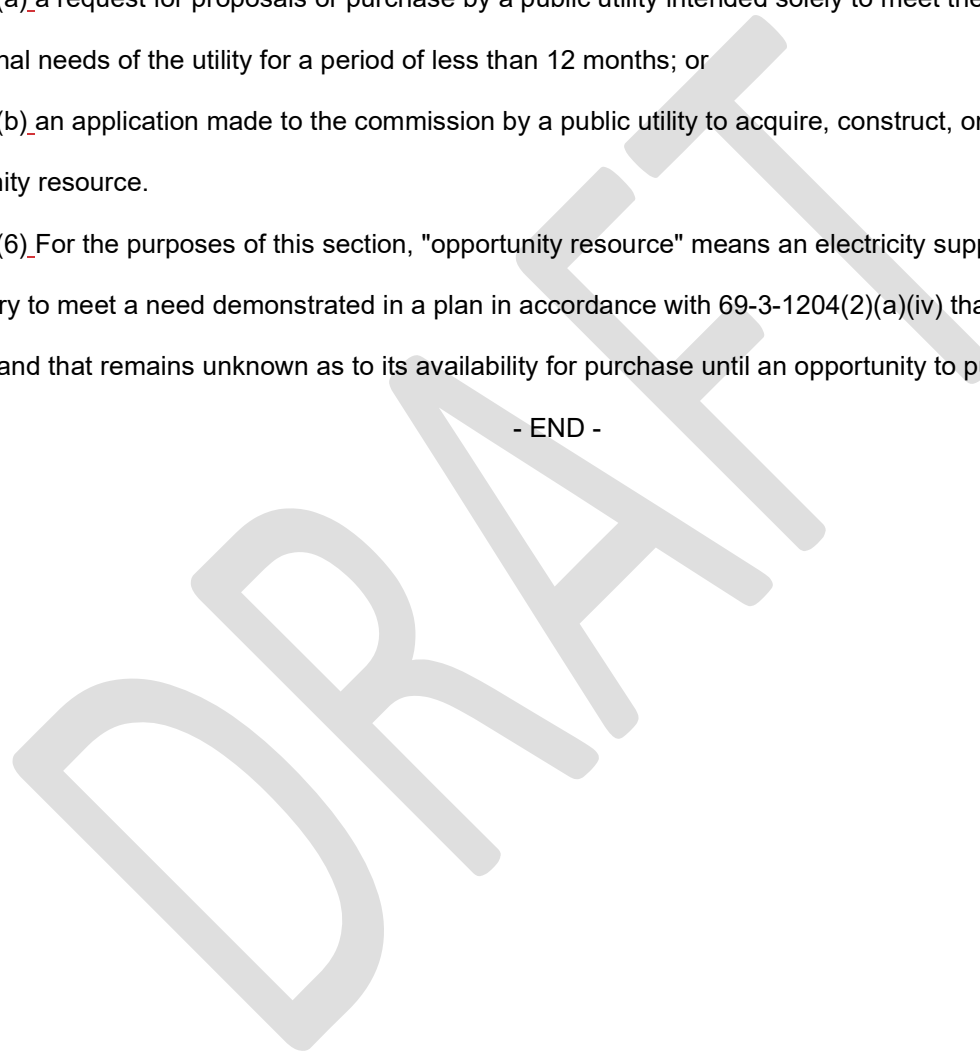 (a) a request for proposals or purchase by a public utility intended solely to meet the
nal needs of the utility for a period of less than 12 months; or
(b) an application made to the commission by a public utility to acquire, construct, or
nity resource.
(6) For the purposes of this section, "opportunity resource" means an electricity supp
ry to meet a need demonstrated in a plan in accordance with 69-3-1204(2)(a)(iv) tha
and that remains unknown as to its availability for purchase until an opportunity to p
- END -
DRAFT